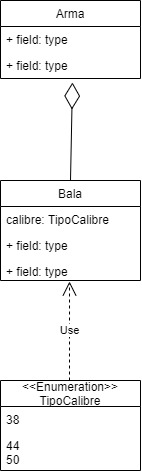 Arma
+ field: type
+ field: type
Bala
calibre: TipoCalibre
+ field: type
+ field: type
Use
<<Enumeration>>
TipoCalibre
38
44
50